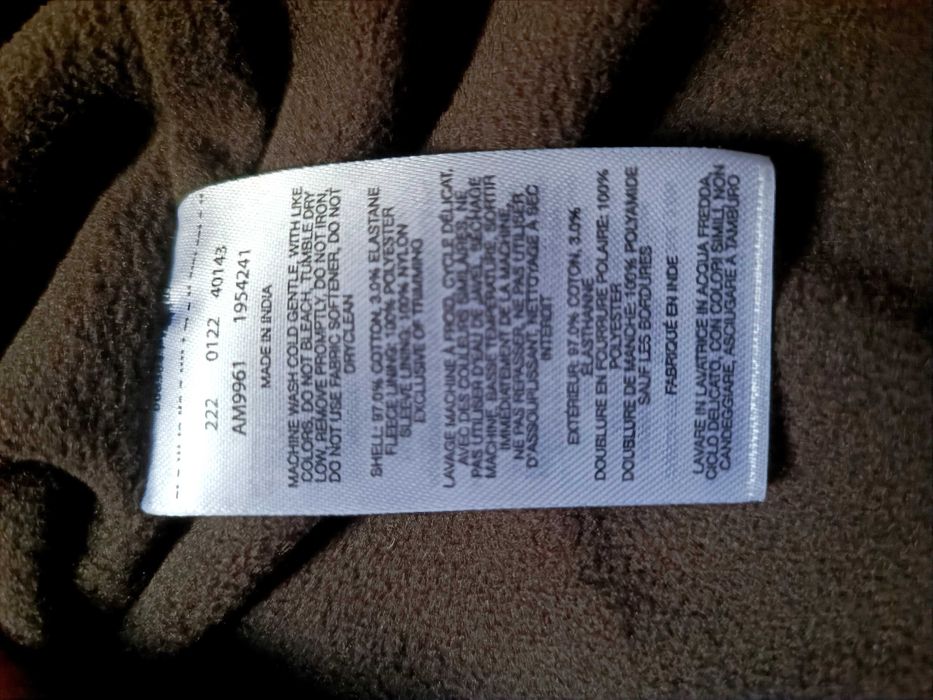 222 0122 40143
AM9961 1954241
MADE IN INDIA
MACHINE WASH COLD GENTLE, WITH LIKE
COLORS, DO NOT BLEACH, TUMBLE DRY
LOW, REMOVE PROMPTLY, DO NOT IRON,
DO NOT USE FABRIC SOFTENER, DO NOT
DRYCLEAN
SHELL 97.0% COTTON, 3.0% ELASTANE
FLEECE LINING: 100% POLYESTER
SLEEVE LINING: 100% NYLON
EXCLUSIVE OF TRIMMING
LAVAGE MACHINE À FROID, CYCLE DÉLICAT,
AVEC DES COULEURS SIMILAIRES, NE
PAS UTILISER D'EAU DE JAVEL, SÉCHAGE
MACHINE, BASSE TEMPÉRATURE, SORTIR
IMMÉDIATEMENT DE LA MACHINE,
NE PAS REPASSER, NE PAS UTILISER
D'ASSOUPLISSANT, NETTOYAGE À SEC
INTERDIT
EXTÉRIEUR: 97.0% COTON, 3.0%
ÉLASTHANNE
DOUBLURE EN FOURRURE POLAIRE: 100%
POLYESTER
DOUBLURE DE MANCHE: 100% POLYAMIDE
SAUF LES BORDURES
FABRIQUÉ EN INDE
LAVARE IN LAVATRICE IN ACQUA FREDDA,
CICLO DELICATO, CON COLORI SIMILI, NON
CANDEGGIARE, ASCIUGARE A TAMBURO